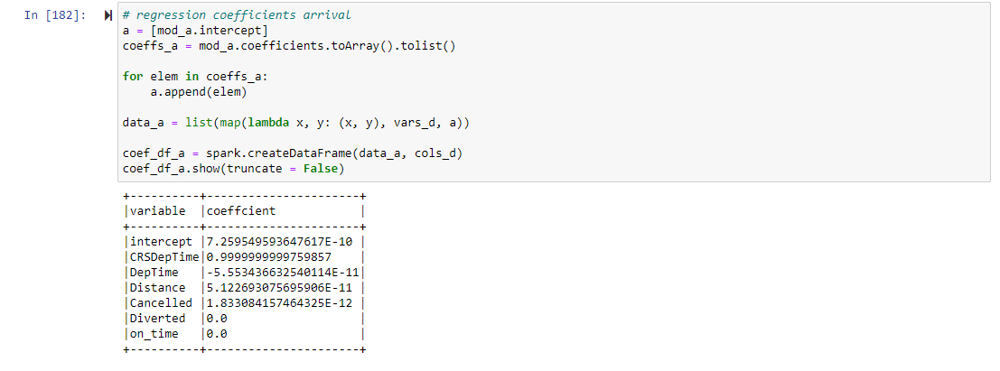 In [182]:
# regression coefficients arrival
a = [mod_a.intercept]
coeffs_a = mod_a.coefficients.toArray().tolist()
for elem in coeffs_a:
    a.append(elem)
data_a = list(map(lambda x, y: (x, y), vars_d, a))
coef_df_a = spark.createDataFrame(data_a, cols_d)
coef_df_a.show(truncate = False)
+----------+----------------------+
|variable  |coeffcient            |
+----------+----------------------+
|intercept |7.259549593647617E-10 |
|CRSDepTime|0.9999999999759857    |
|DepTime   |-5.553436632540114E-11|
|Distance  |5.122693075695906E-11 |
|Cancelled |1.833084157464325E-12 |
|Diverted  |0.0                   |
|on_time   |0.0                   |
+----------+----------------------+